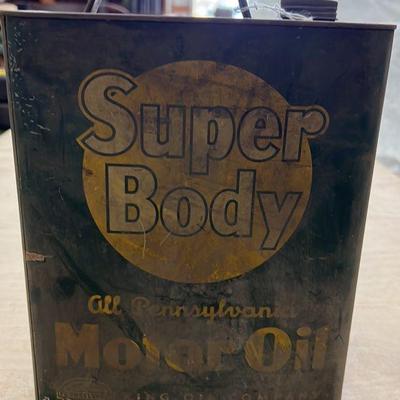 Super
Body
All Pennsylvania
Motor Oil